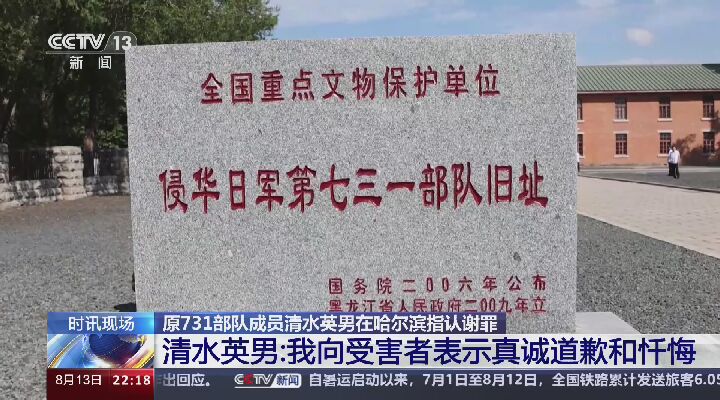 CCTV 13
新闻
全国重点文物保护单位
侵华日军第七三一部队旧址
国务院二〇〇六年公布
黑龙江省人民政府二〇〇九年立
时讯现场
原731部队成员清水英男在哈尔滨指认谢罪
清水英男:我向受害者表示真诚道歉和忏悔
8月13日 22:18
出回应。 CCTV 新闻 自暑运启动以来，7月1日至8月12日，全国铁路累计发送旅客6.05